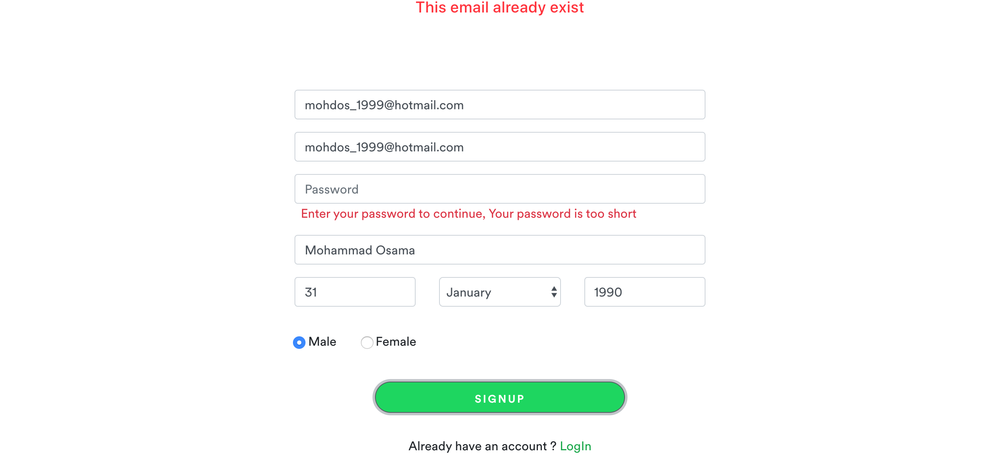 This email already exist
mohdos_1999@hotmail.com
mohdos_1999@hotmail.com
Password
Enter your password to continue, Your password is too short
Mohammad Osama
31 January 1990
Male Female
SIGNUP
Already have an account ? LogIn